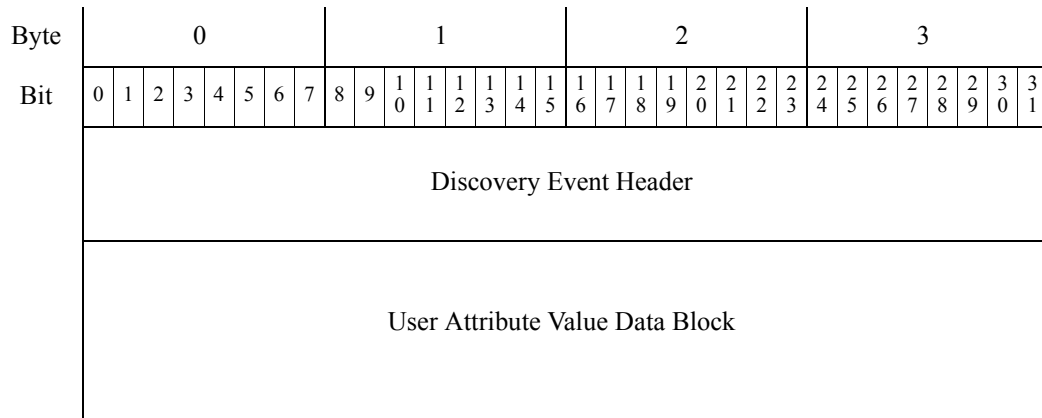 Byte 0 1 2 3
Bit 0 1 2 3 4 5 6 7 8 9 10 11 12 13 14 15 16 17 18 19 20 21 22 23 24 25 26 27 28 29 30 31
Discovery Event Header
User Attribute Value Data Block